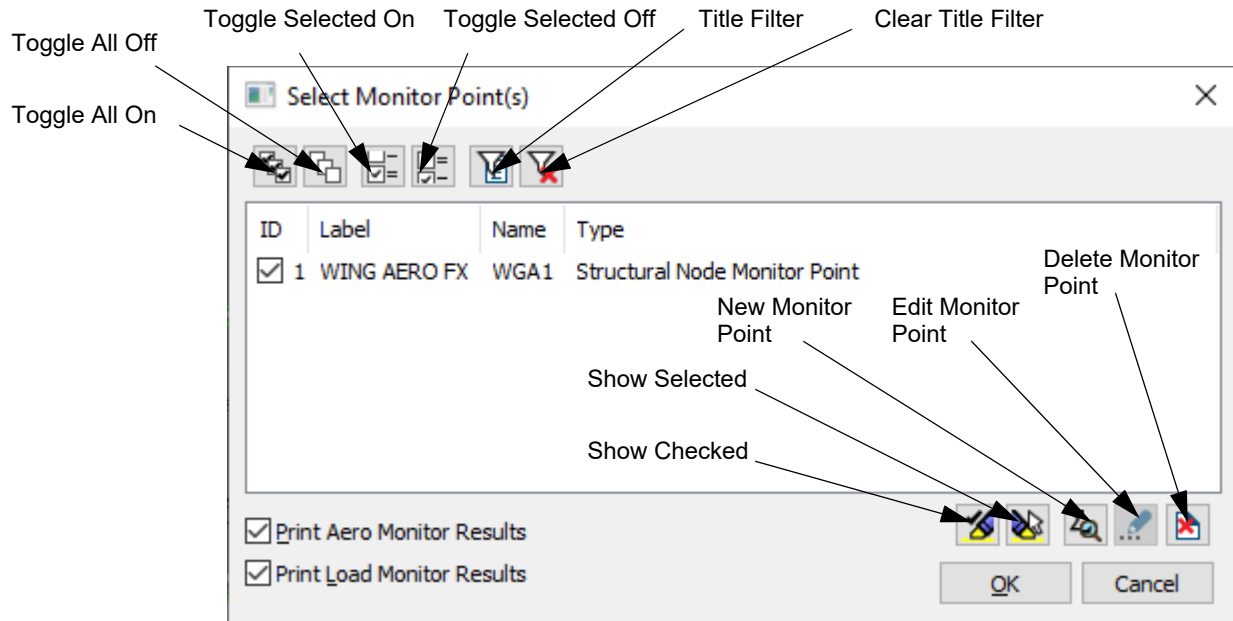 Toggle Selected On Toggle Selected Off Title Filter Clear Title Filter
Toggle All Off
Select Monitor Point(s)
Toggle All On
ID Label Name Type
1 WING AERO FX WGA1 Structural Node Monitor Point
Delete Monitor
Point
New Monitor
Point
Edit Monitor
Point
Show Selected
Show Checked
Print Aero Monitor Results
Print Load Monitor Results
OK Cancel